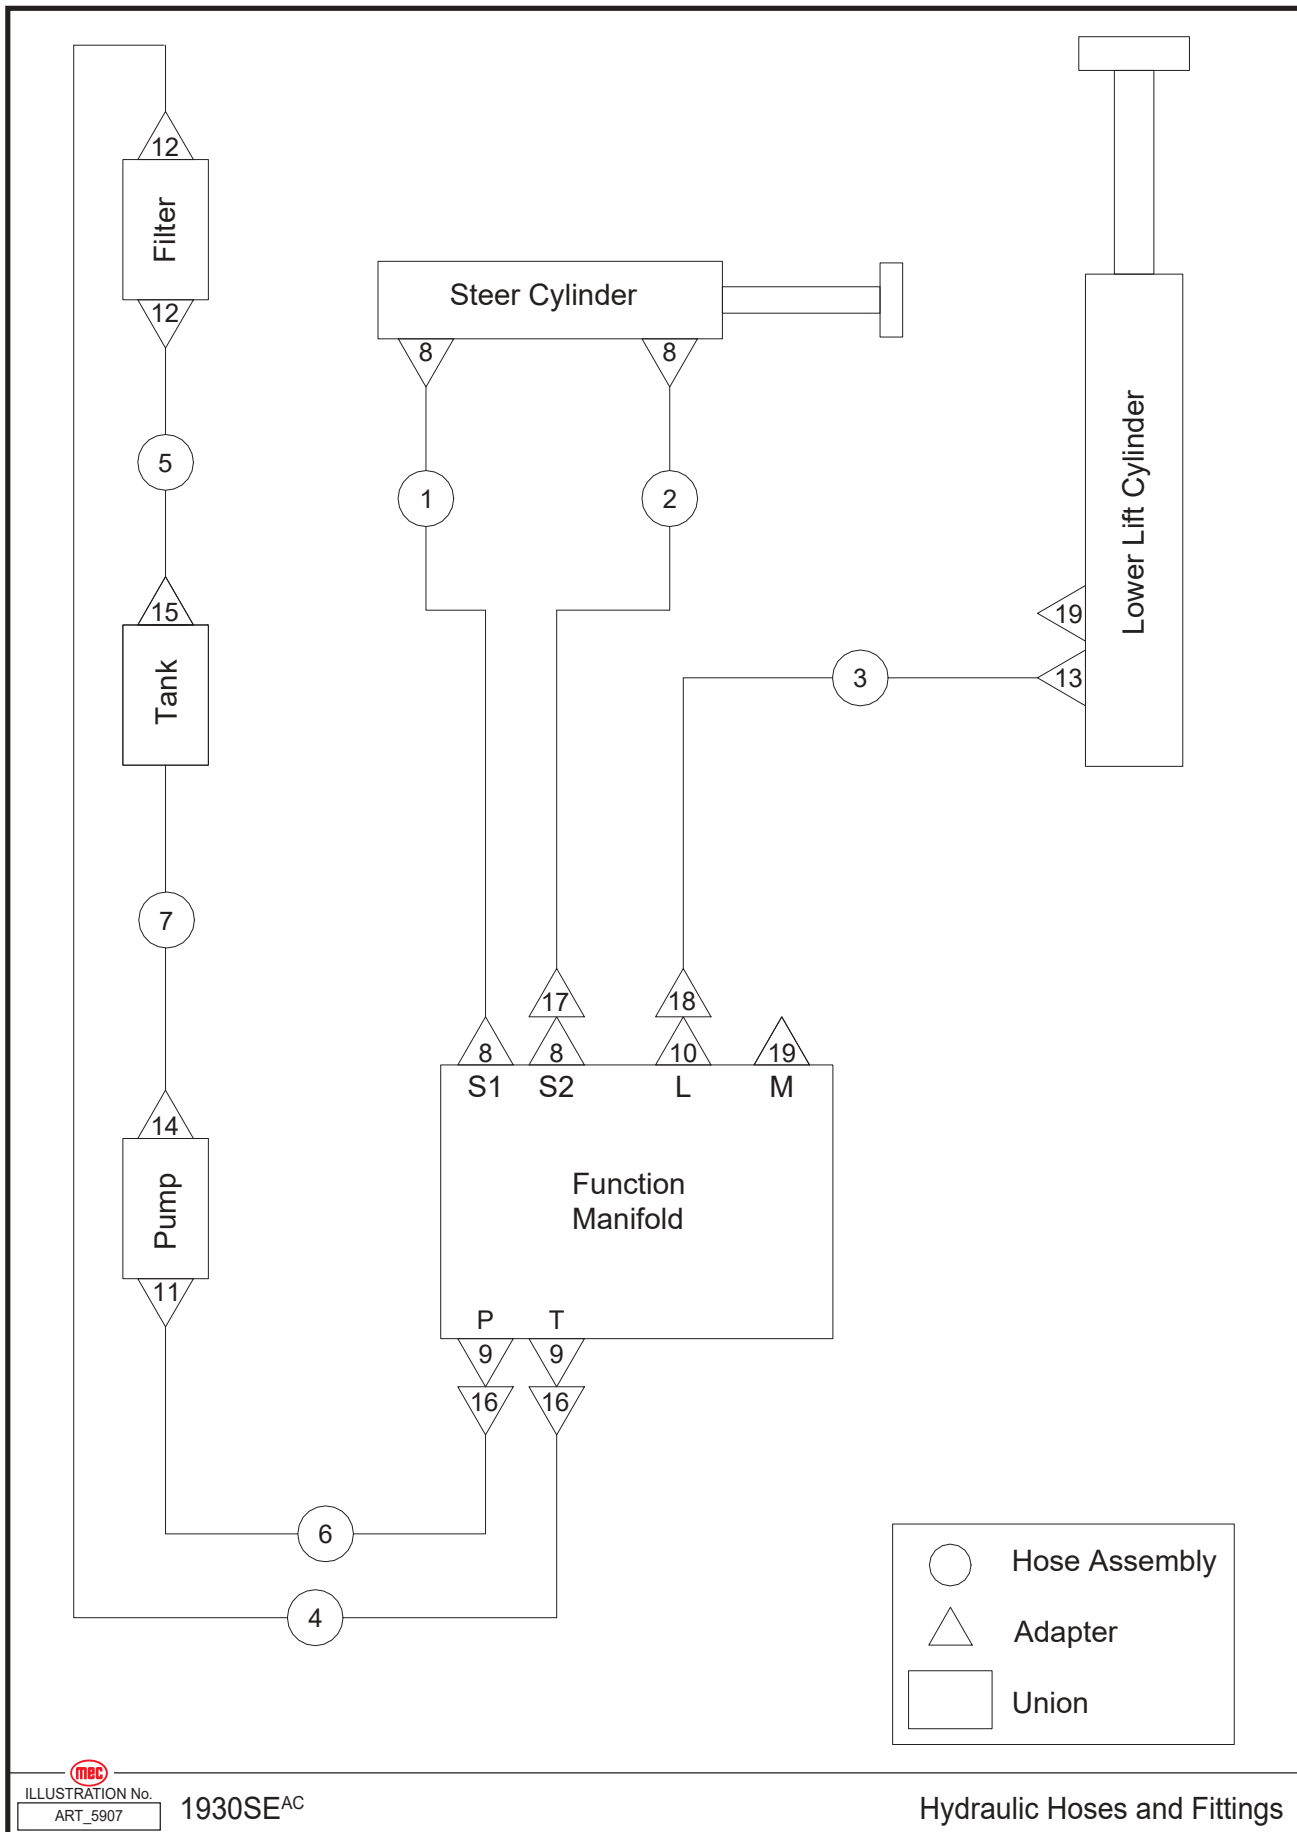 12
Filter
12
5
15
Tank
7
14
Pump
11
Steer Cylinder
8
8
1
2
Lower Lift Cylinder
19
13
3
17
18
8
8
10
19
S1
S2
L
M
Function
Manifold
P
T
9
9
16
16
6
4
Hose Assembly
Adapter
Union
mec
ILLUSTRATION No.
ART_5907
1930SEAC
Hydraulic Hoses and Fittings